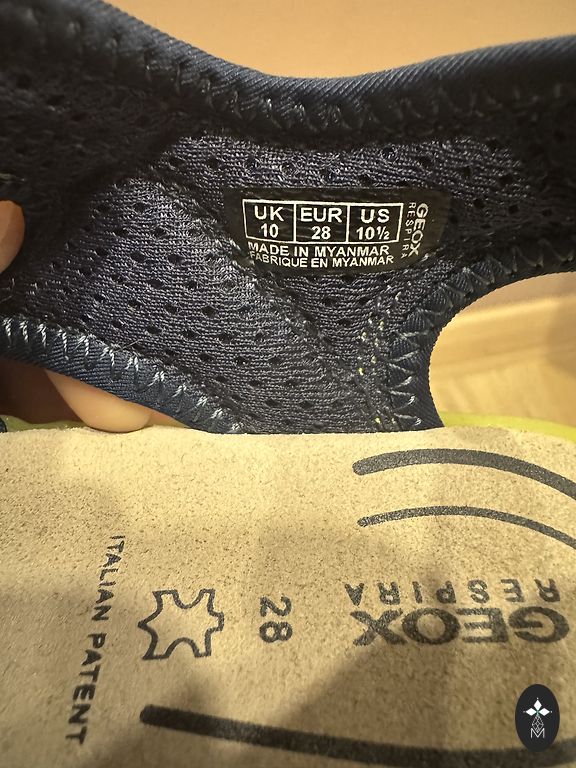 UK EUR US
10 28 10½
MADE IN MYANMAR
FABRIQUE EN MYANMAR
GEOX
RESPIRA
GEOX
RESPIRA
28
ITALIAN PATENT
M